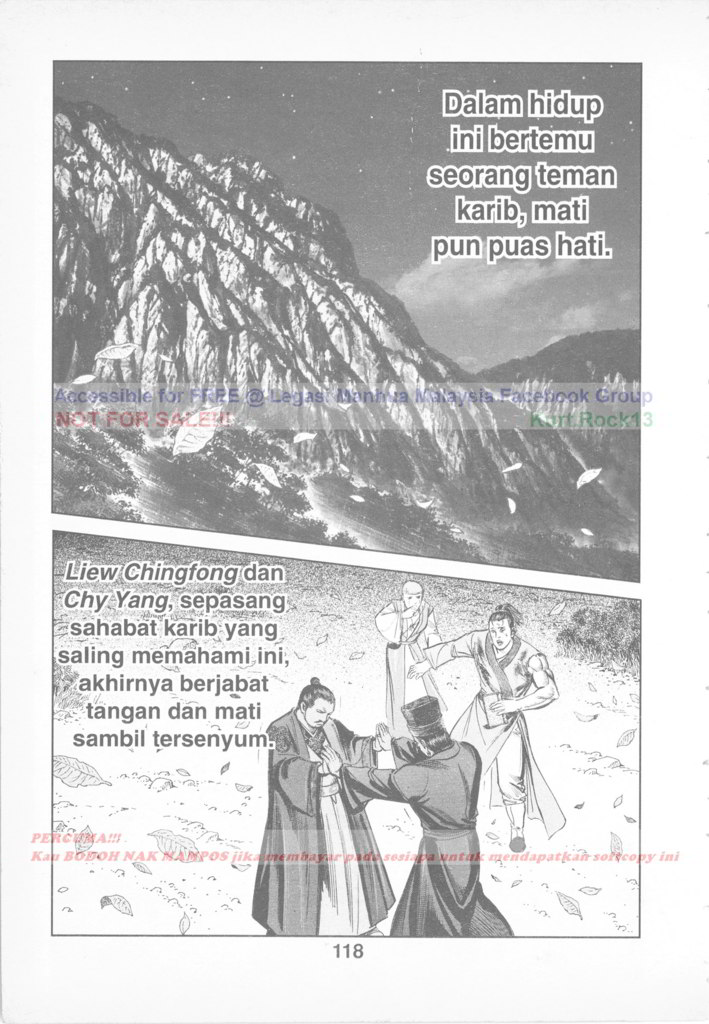 Dalam hidup
ini bertemu
seorang teman
karib, mati
pun puas hati.
Accessible for FREE @ Legasi Manhua Malaysia Facebook Group
NOT FOR SALE!!!
Kurt.Rock13
Liew Chingfong dan
Chy Yang, sepasang
sahabat karib yang
saling memahami ini,
akhirnya berjabat
tangan dan mati
sambil tersenyum.
PERCUMA!!!
Kau BODOH NAK MAMPOS jika membayar pada sesiapa untuk mendapatkan softcopy ini
118